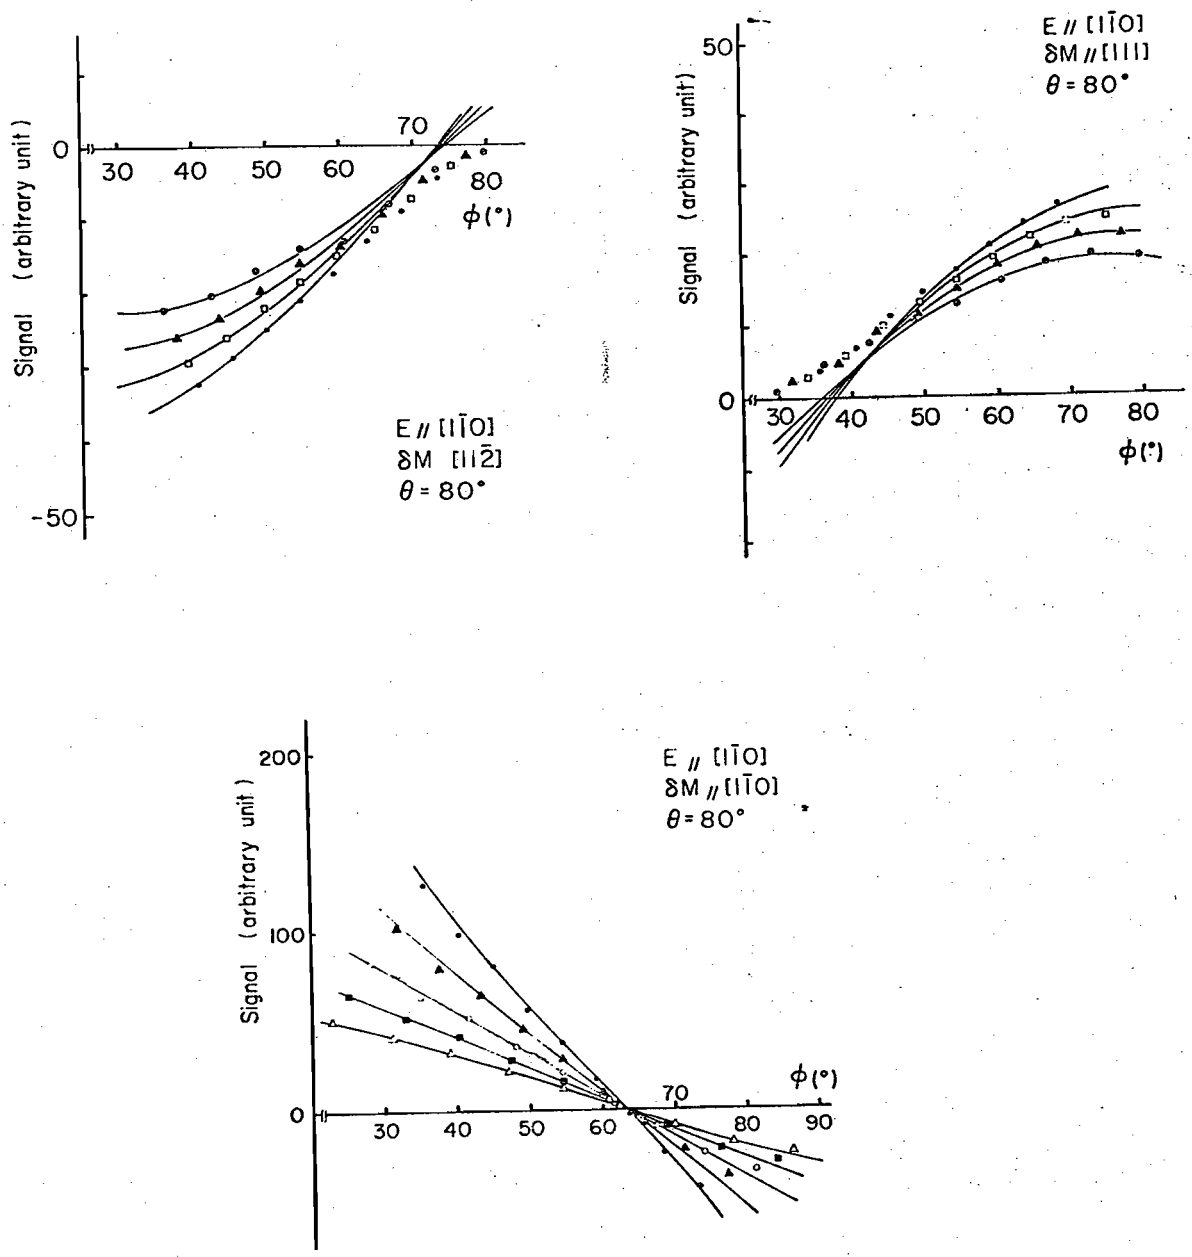 Signal (arbitrary unit)
0
30
40
50
60
70
80
ϕ(°)
-50
E // [11̄0]
δM [112̄]
θ = 80°
Signal (arbitrary unit)
50
0
30
40
50
60
70
80
ϕ(°)
E // [11̄0]
δM // [111]
θ = 80°
Signal (arbitrary unit)
200
100
0
30
40
50
60
70
80
90
ϕ(°)
E // [11̄0]
δM // [11̄0]
θ = 80°